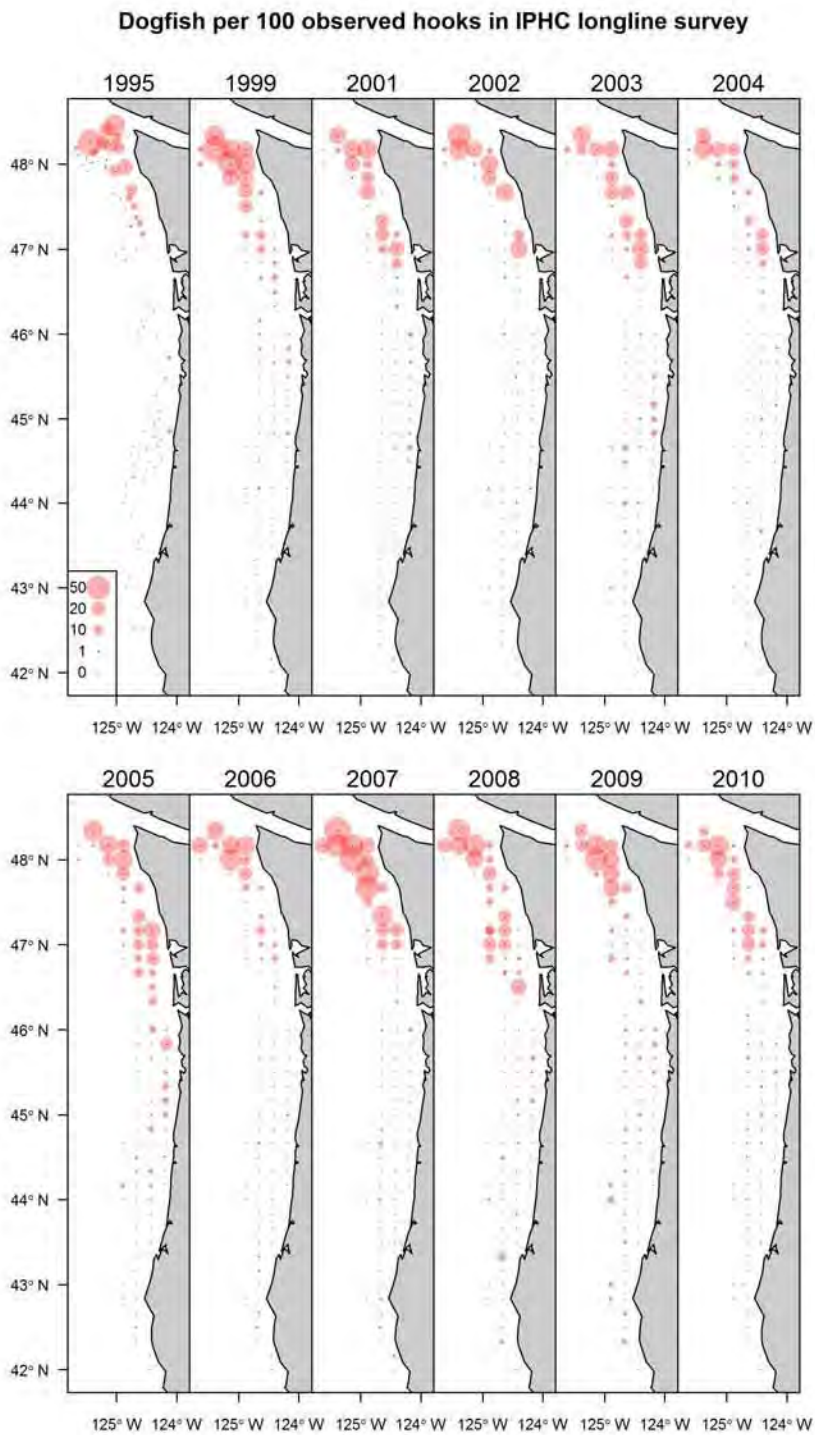 Dogfish per 100 observed hooks in IPHC longline survey
1995 1999 2001 2002 2003 2004
48° N
47° N
46° N
45° N
44° N
43° N
42° N
50
20
10
1
0
125° W 124° W 125° W 124° W 125° W 124° W 125° W 124° W 125° W 124° W 125° W 124° W
2005 2006 2007 2008 2009 2010
48° N
47° N
46° N
45° N
44° N
43° N
42° N
125° W 124° W 125° W 124° W 125° W 124° W 125° W 124° W 125° W 124° W 125° W 124° W